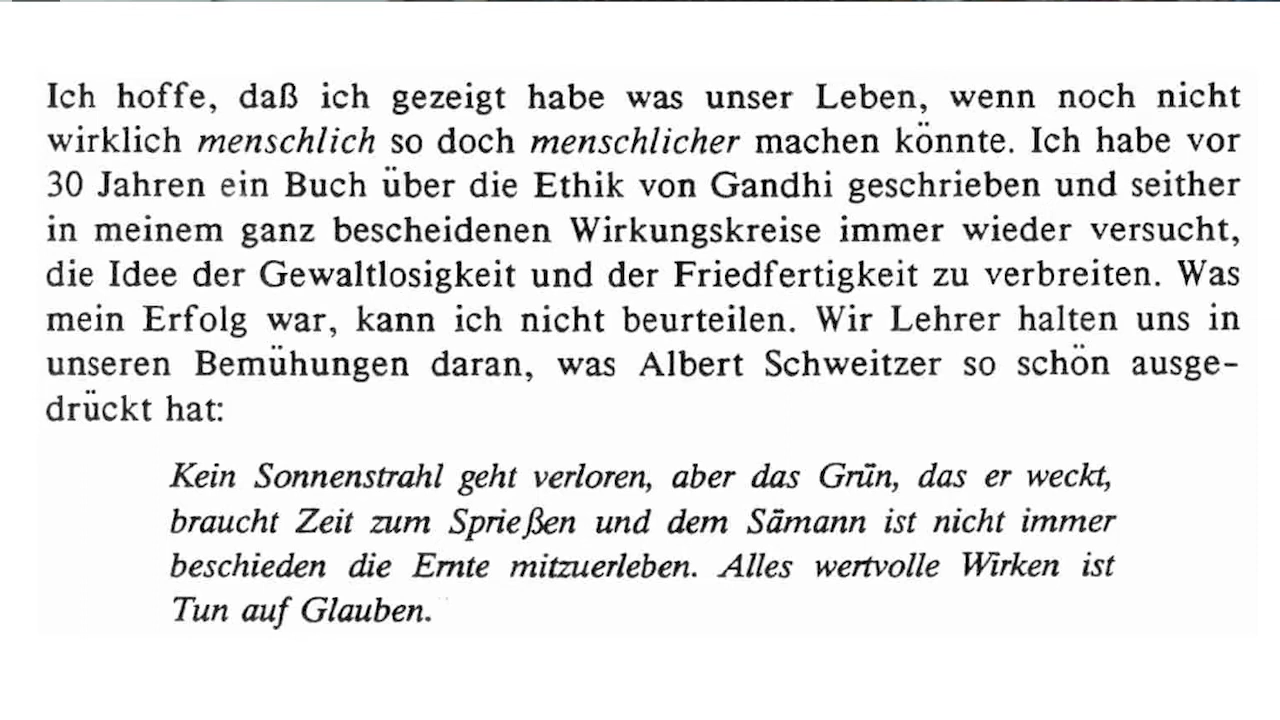 Ich hoffe, daß ich gezeigt habe was unser Leben, wenn noch nicht
wirklich menschlich so doch menschlicher machen könnte. Ich habe vor
30 Jahren ein Buch über die Ethik von Gandhi geschrieben und seither
in meinem ganz bescheidenen Wirkungskreise immer wieder versucht,
die Idee der Gewaltlosigkeit und der Friedfertigkeit zu verbreiten. Was
mein Erfolg war, kann ich nicht beurteilen. Wir Lehrer halten uns in
unseren Bemühungen daran, was Albert Schweitzer so schön ausge-
drückt hat:
Kein Sonnenstrahl geht verloren, aber das Grün, das er weckt,
braucht Zeit zum Sprießen und dem Sämann ist nicht immer
beschieden die Ernte mitzuerleben. Alles wertvolle Wirken ist
Tun auf Glauben.